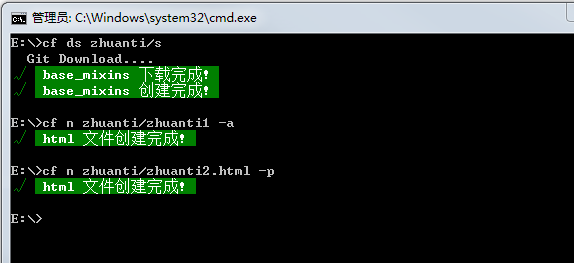 管理员: C:\Windows\system32\cmd.exe
E:\>cf ds zhuanti/s
Git Download....
√ base_mixins 下载完成!
√ base_mixins 创建完成!
E:\>cf n zhuanti/zhuanti1 -a
√ html 文件创建完成!
E:\>cf n zhuanti/zhuanti2.html -p
√ html 文件创建完成!
E:\>